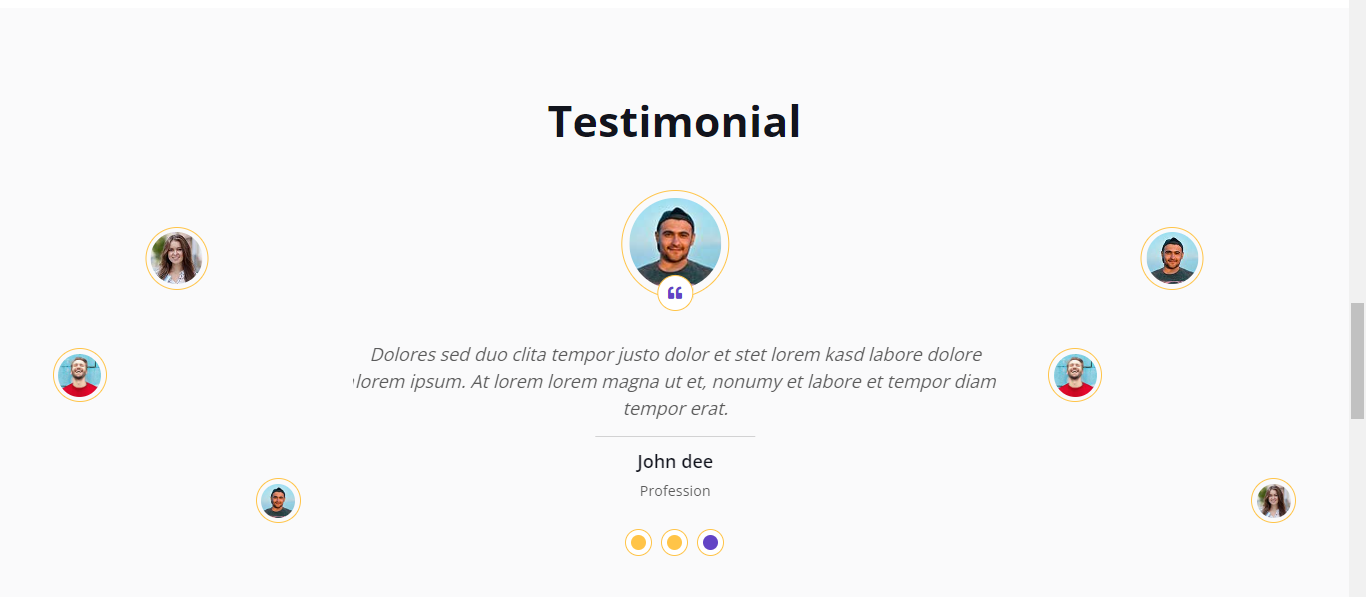 Testimonial
Dolores sed duo clita tempor justo dolor et stet lorem kasd labore dolore
lorem ipsum. At lorem lorem magna ut et, nonumy et labore et tempor diam
tempor erat.
John dee
Profession